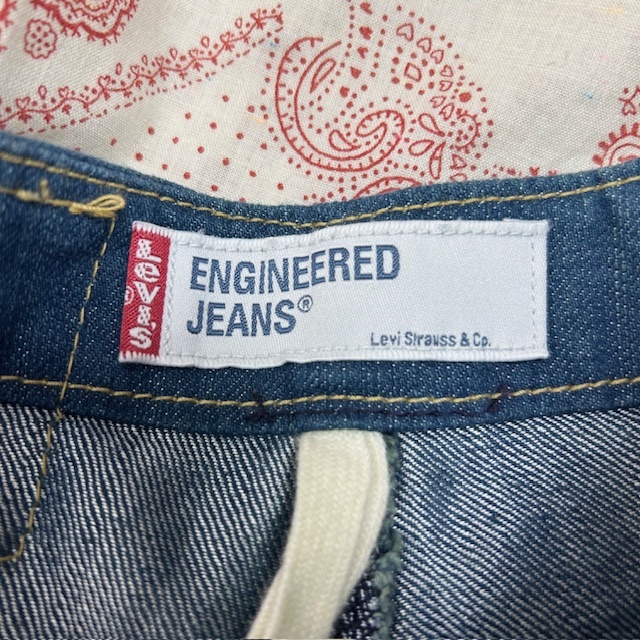 Levi's
®
ENGINEERED
JEANS®
Levi Strauss & Co.